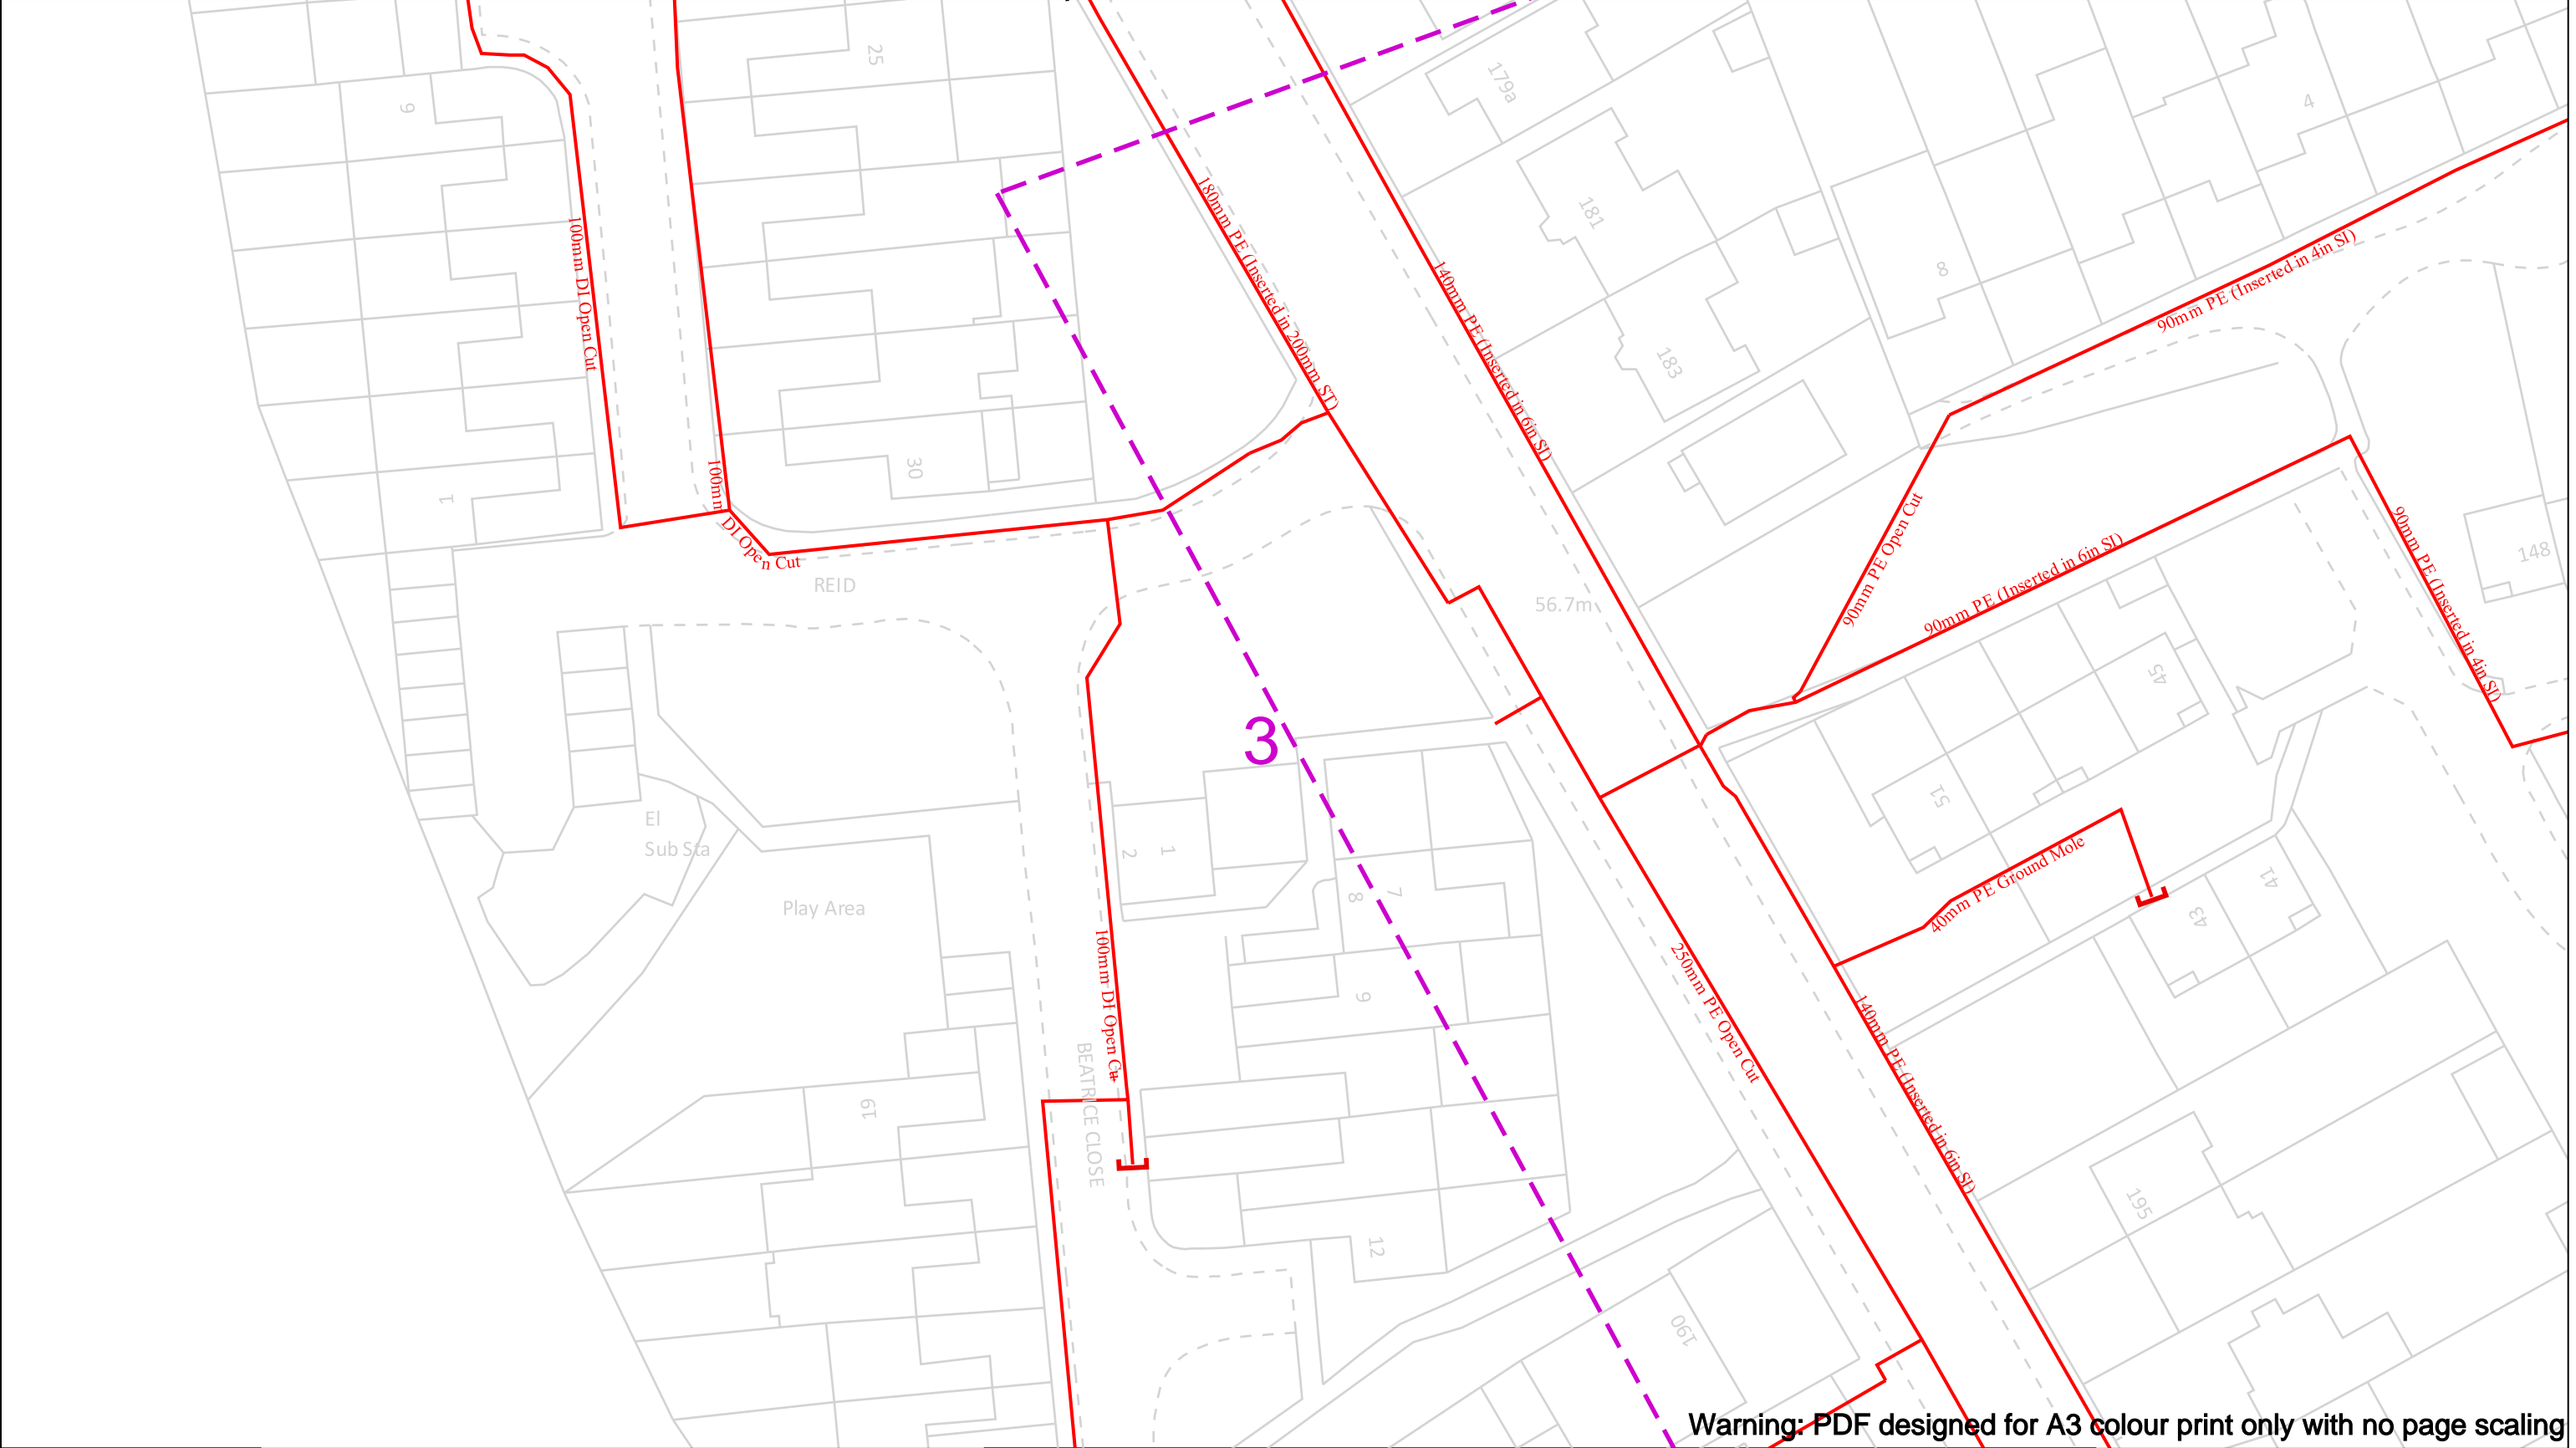 25
179a
9
4
181
180mm PE (Inserted in 200mm ST)
100mm DI Open Cut
140mm PE (Inserted in 6in SI)
90mm PE (Inserted in 4in SI)
8
183
30
1
100mm DI Open Cut
REID
56.7m
90mm PE Open Cut
90mm PE (Inserted in 6in SI)
90mm PE (Inserted in 4in SI)
148
45
3
El
Sub Sta
51
2
1
Play Area
8
7
40mm PE Ground Mole
41
43
100mm DI Open Cut
9
250mm PE Open Cut
140mm PE (Inserted in 6in SI)
BEATRICE CLOSE
19
195
12
190
Warning: PDF designed for A3 colour print only with no page scaling